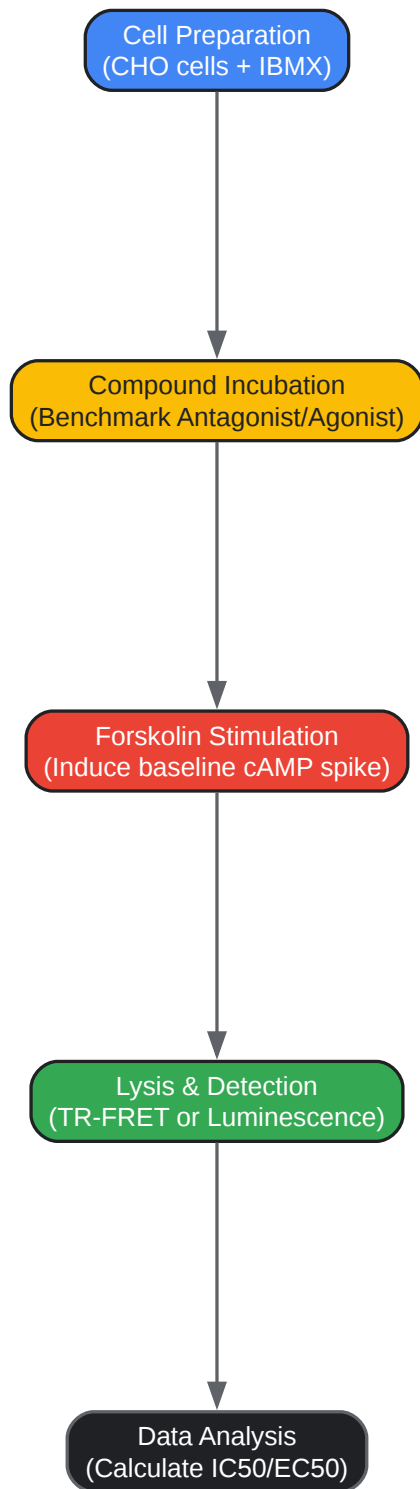 Cell Preparation
(CHO cells + IBMX)
Compound Incubation
(Benchmark Antagonist/Agonist)
Forskolin Stimulation
(Induce baseline cAMP spike)
Lysis & Detection
(TR-FRET or Luminescence)
Data Analysis
(Calculate IC50/EC50)